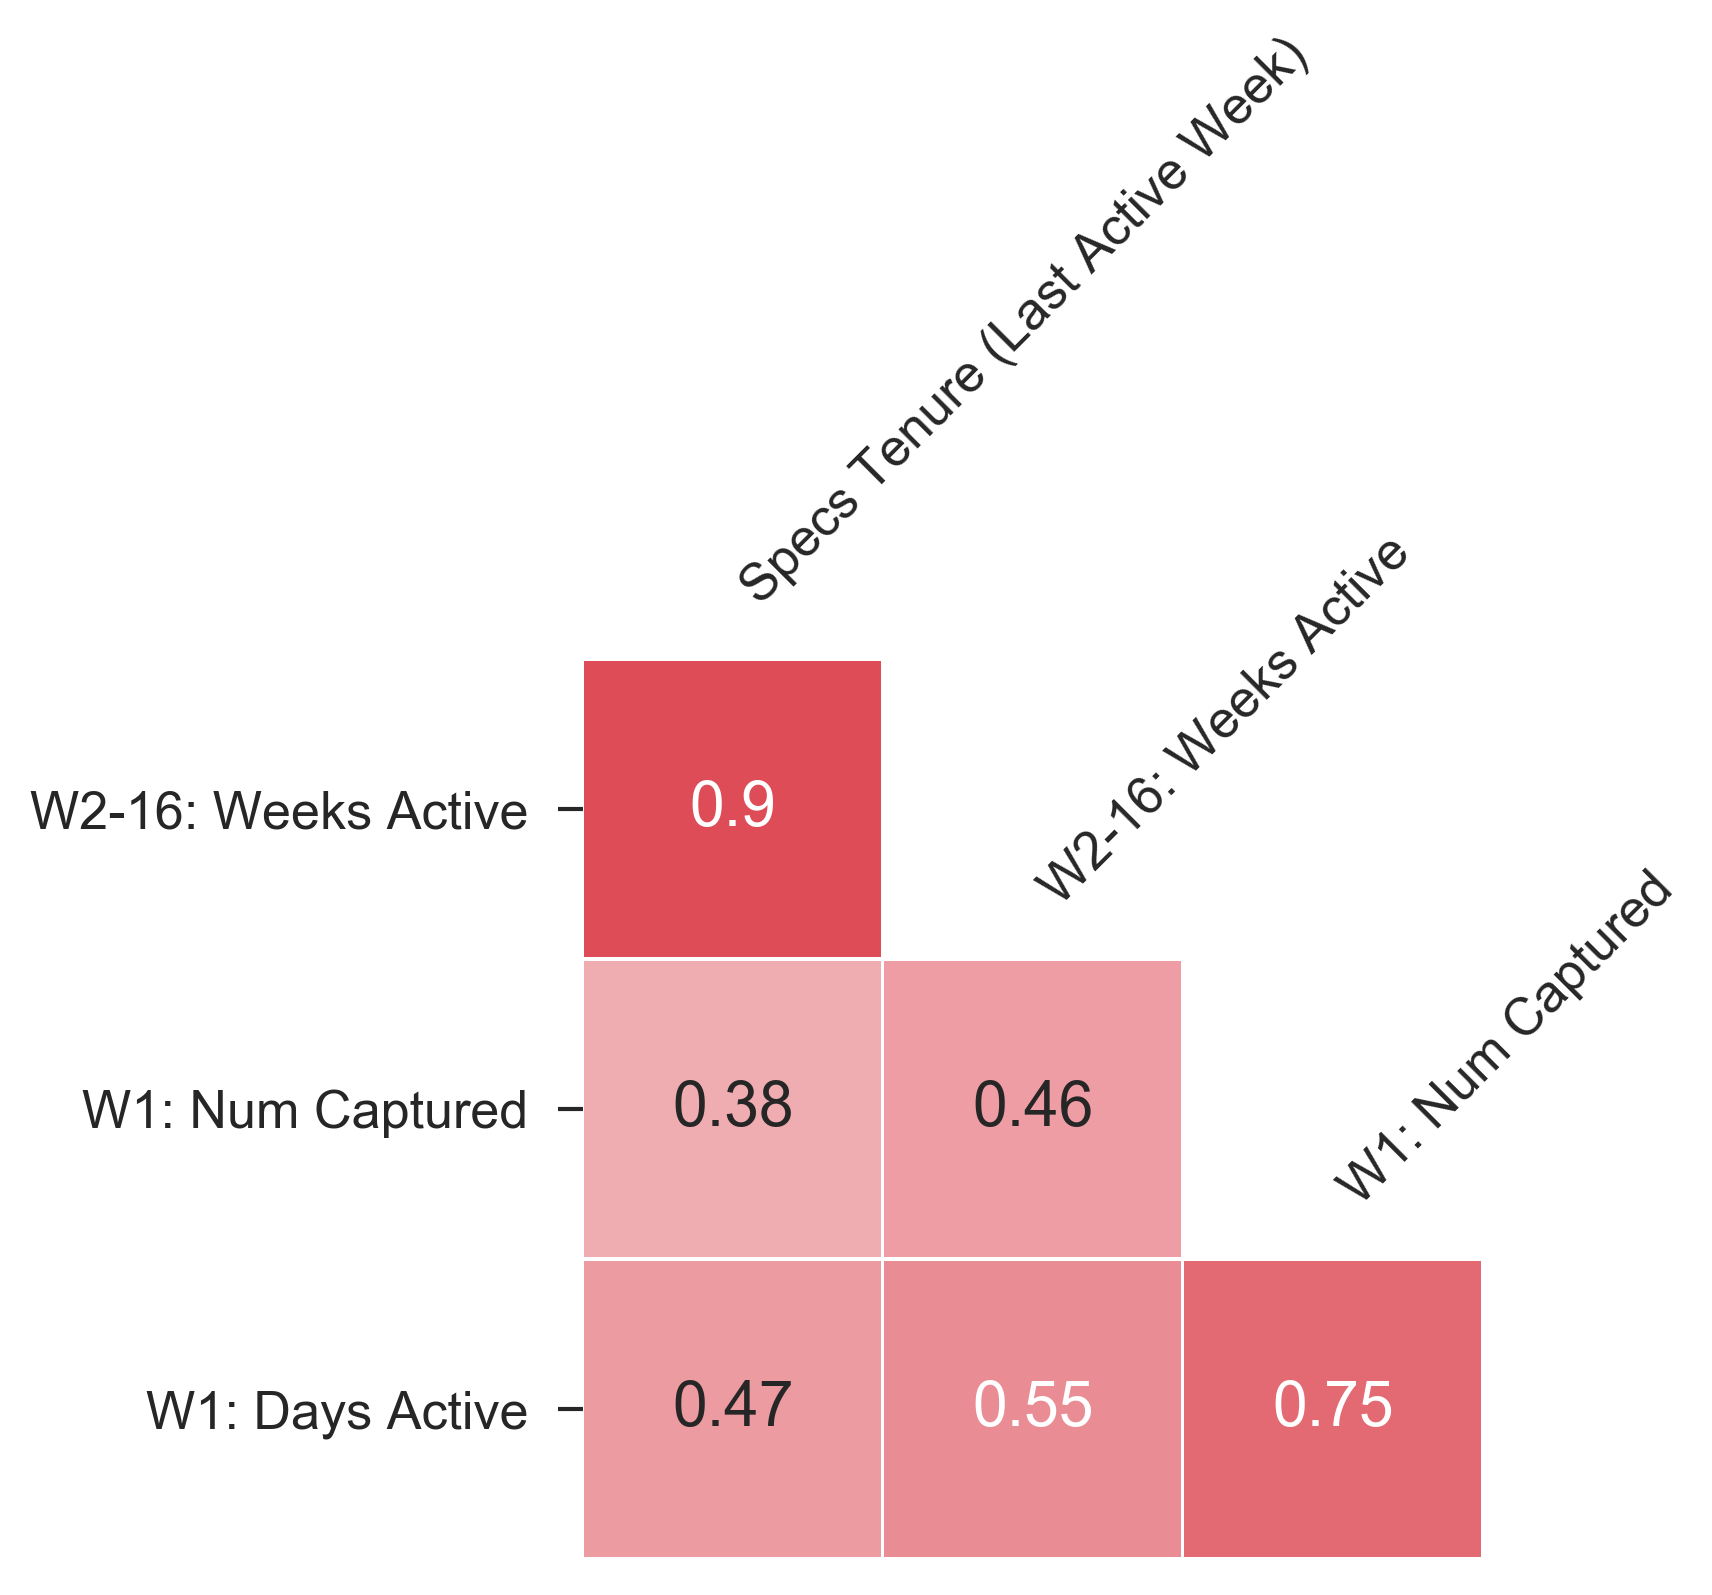 Specs Tenure (Last Active Week)
W2-16: Weeks Active
W1: Num Captured
W2-16: Weeks Active
0.9
W1: Num Captured
0.38
0.46
W1: Days Active
0.47
0.55
0.75